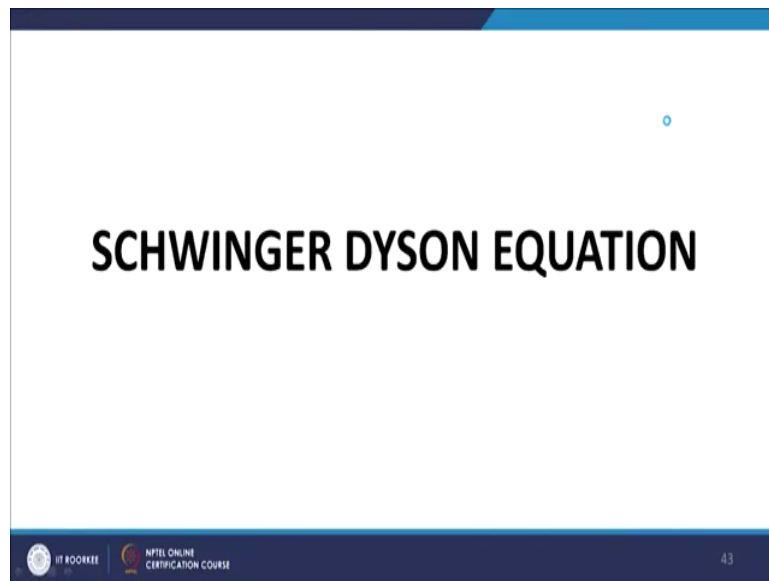 SCHWINGER DYSON EQUATION
IIT ROORKEE
NPTEL ONLINE
CERTIFICATION COURSE
43